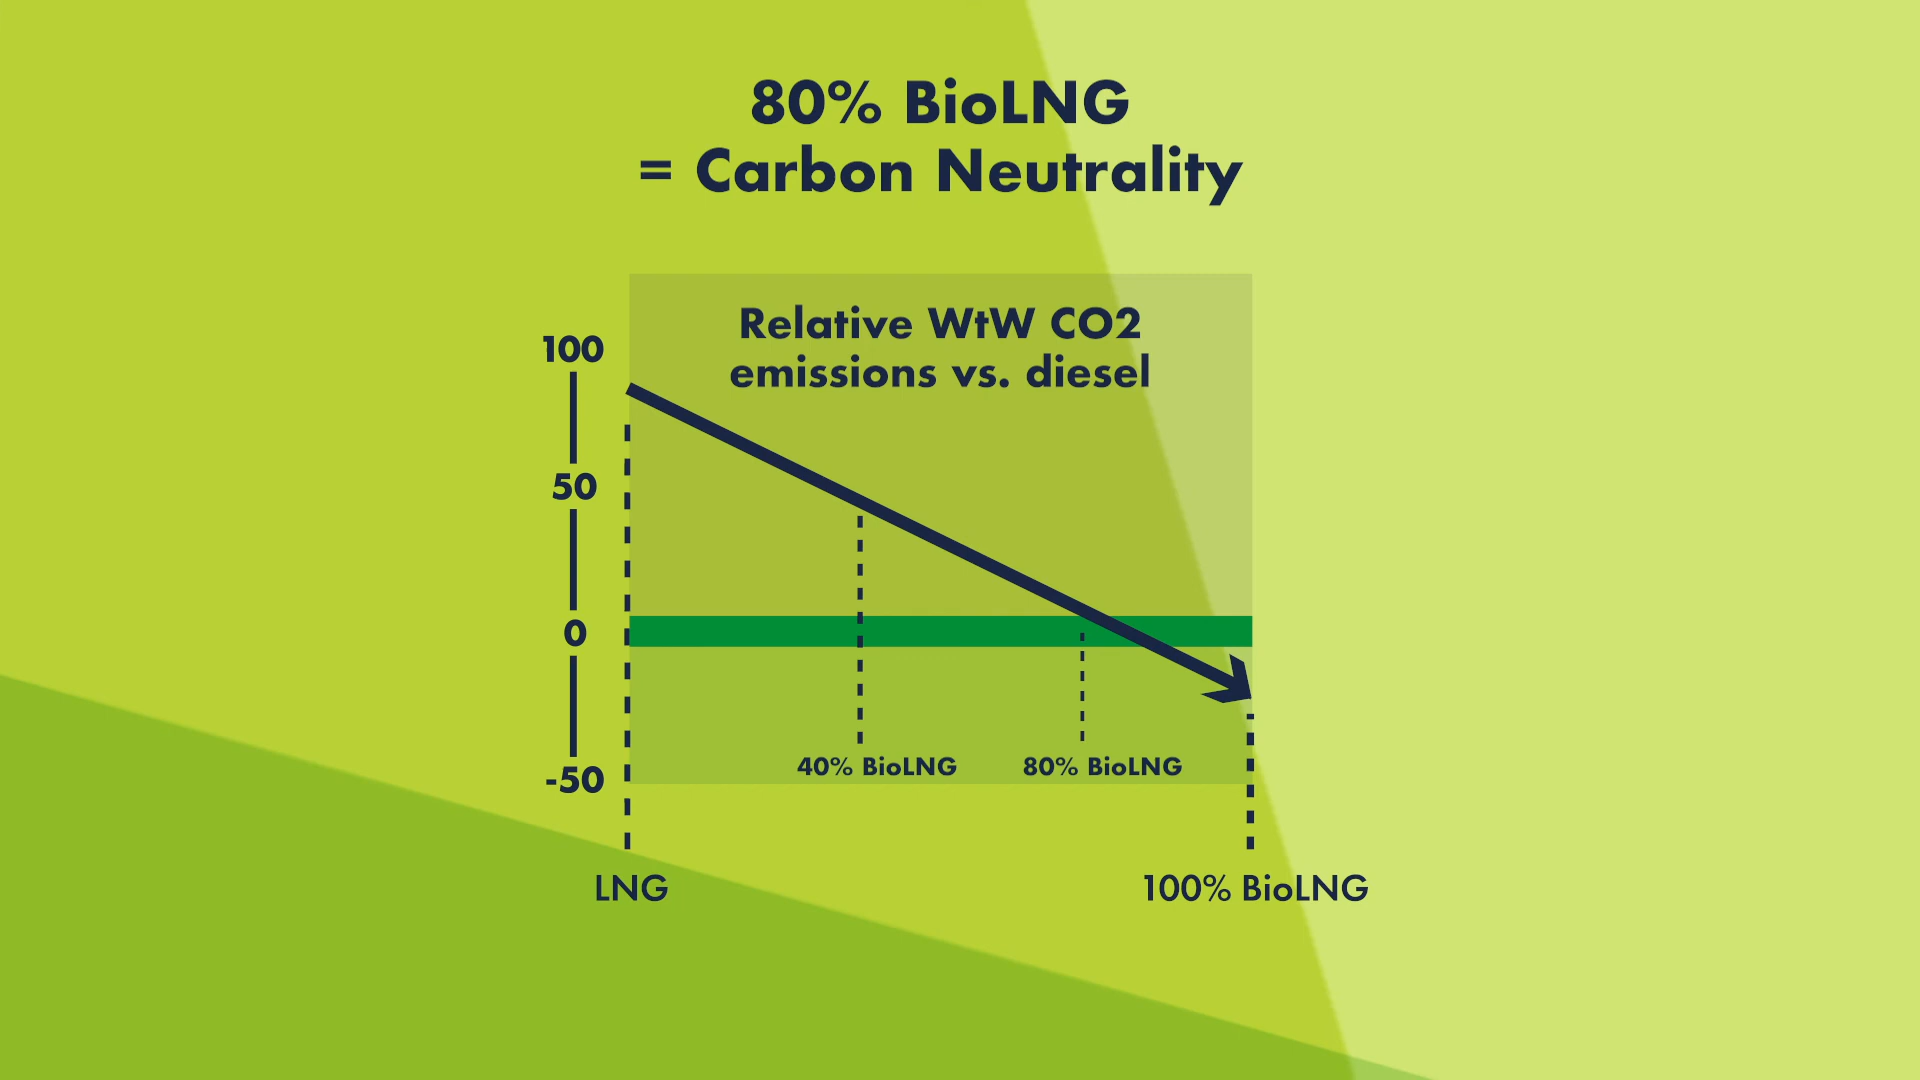 80% BioLNG
= Carbon Neutrality
Relative WtW CO2
emissions vs. diesel
100
50
0
-50
40% BioLNG
80% BioLNG
LNG
100% BioLNG